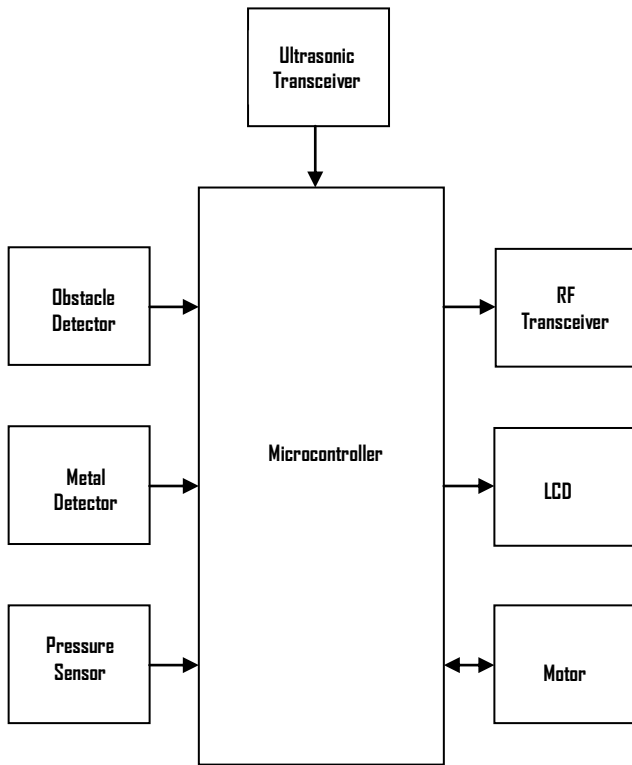 Ultrasonic
Transceiver
Obstacle
Detector
RF
Transceiver
Metal
Detector
Microcontroller
LCD
Pressure
Sensor
Motor